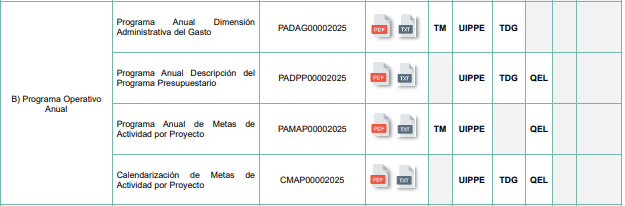 Programa Anual Dimensión
Administrativa del Gasto
PADAG00002025
PDF TXT
TM UIPPE TDG
B) Programa Operativo
Anual
Programa Anual Descripción del
Programa Presupuestario
PADPP00002025
PDF TXT
UIPPE TDG QEL
Programa Anual de Metas de
Actividad por Proyecto
PAMAP00002025
PDF TXT
TM UIPPE QEL
Calendarización de Metas de
Actividad por Proyecto
CMAP00002025
PDF TXT
UIPPE TDG QEL